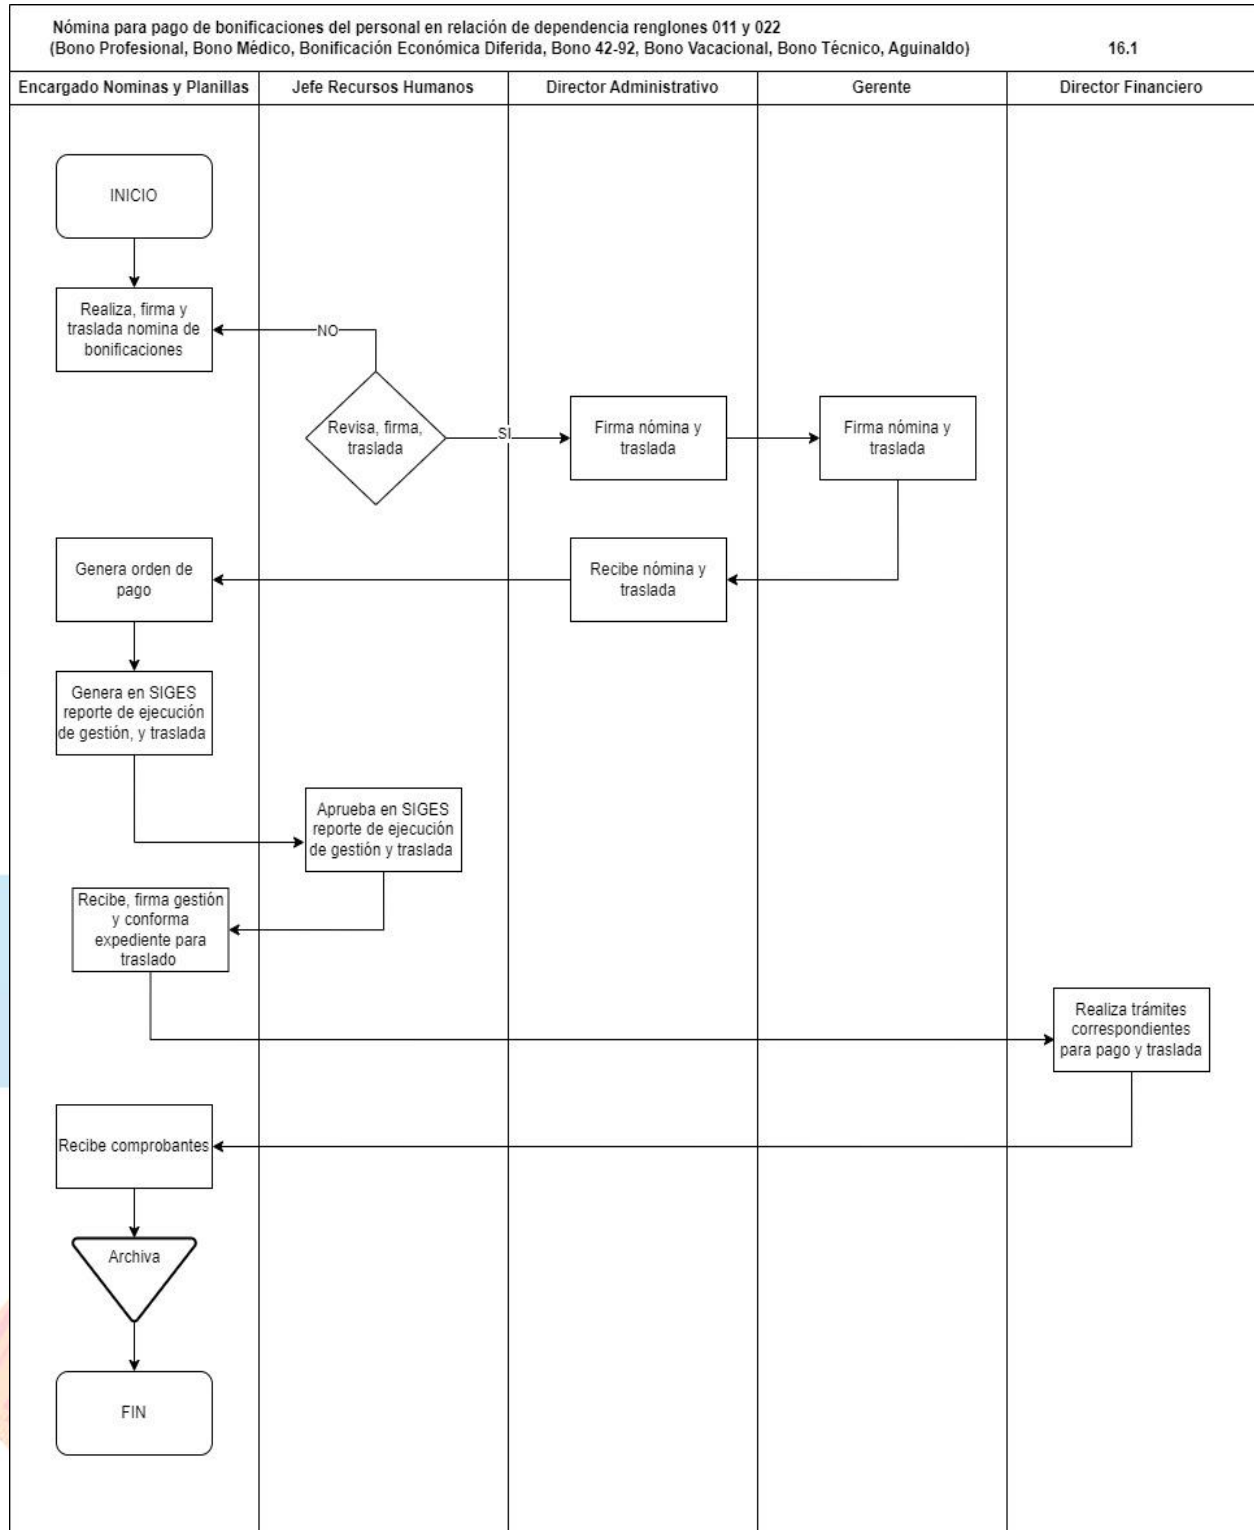 Nómina para pago de bonificaciones del personal en relación de dependencia renglones 011 y 022
(Bono Profesional, Bono Médico, Bonificación Económica Diferida, Bono 42-92, Bono Vacacional, Bono Técnico, Aguinaldo)
16.1
Encargado Nominas y Planillas
Jefe Recursos Humanos
Director Administrativo
Gerente
Director Financiero
INICIO
Realiza, firma y
traslada nomina de
bonificaciones
NO
Revisa, firma,
traslada
SI
Firma nómina y
traslada
Firma nómina y
traslada
Genera orden de
pago
Recibe nómina y
traslada
Genera en SIGES
reporte de ejecución
de gestión, y traslada
Aprueba en SIGES
reporte de ejecución
de gestión y traslada
Recibe, firma gestión
y conforma
expediente para
traslado
Realiza trámites
correspondientes
para pago y traslada
Recibe comprobantes
Archiva
FIN